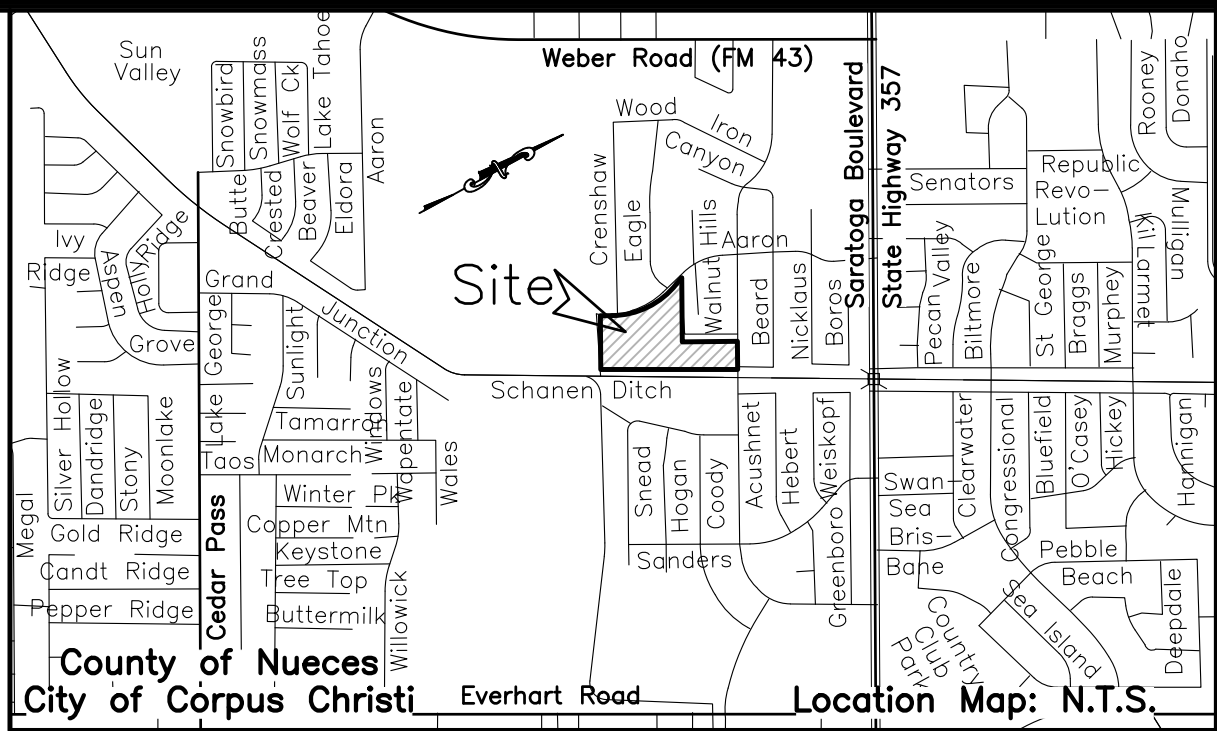 Weber Road (FM 43)
Sun
Valley
Snowbird
Snowmass
Wolf Ck
Lake Tahoe
Aaron
Butte
Crested
Beaver
Eldora
Wood
Iron
Canyon
Crenshaw
Eagle
Walnut Hills
Aaron
Beard
Nicklaus
Boros
Saratoga Boulevard
State Highway 357
Rooney
Donaho
Republic
Senators
Revo-
Lution
Mulligan
Kil Larmet
Pecan Valley
Biltmore
St George
Braggs
Murphey
Ivy
Ridge
Aspen
Holly Ridge
Grove
Grand
Junction
Site
Lake George
Sunlight
Schanen Ditch
Silver Hollow
Dandridge
Stony
Moonlake
Tamarron
Windows
Wapentate
Wales
Taos
Monarch
Winter Pk
Copper Mtn
Keystone
Tree Top
Buttermilk
Willowick
Megal
Gold Ridge
Candt Ridge
Pepper Ridge
Cedar Pass
Snead
Hogan
Coody
Acushnet
Hebert
Weiskopf
Greenboro
Sanders
Clearwater
Congressional
Bluefield
O'Casey
Hickey
Hannigan
Swan-
Sea
Bris-
Bane
Pebble
Beach
Sea Island
Deepdale
Country
Club
Park
County of Nueces
City of Corpus Christi
Everhart Road
Location Map: N.T.S.